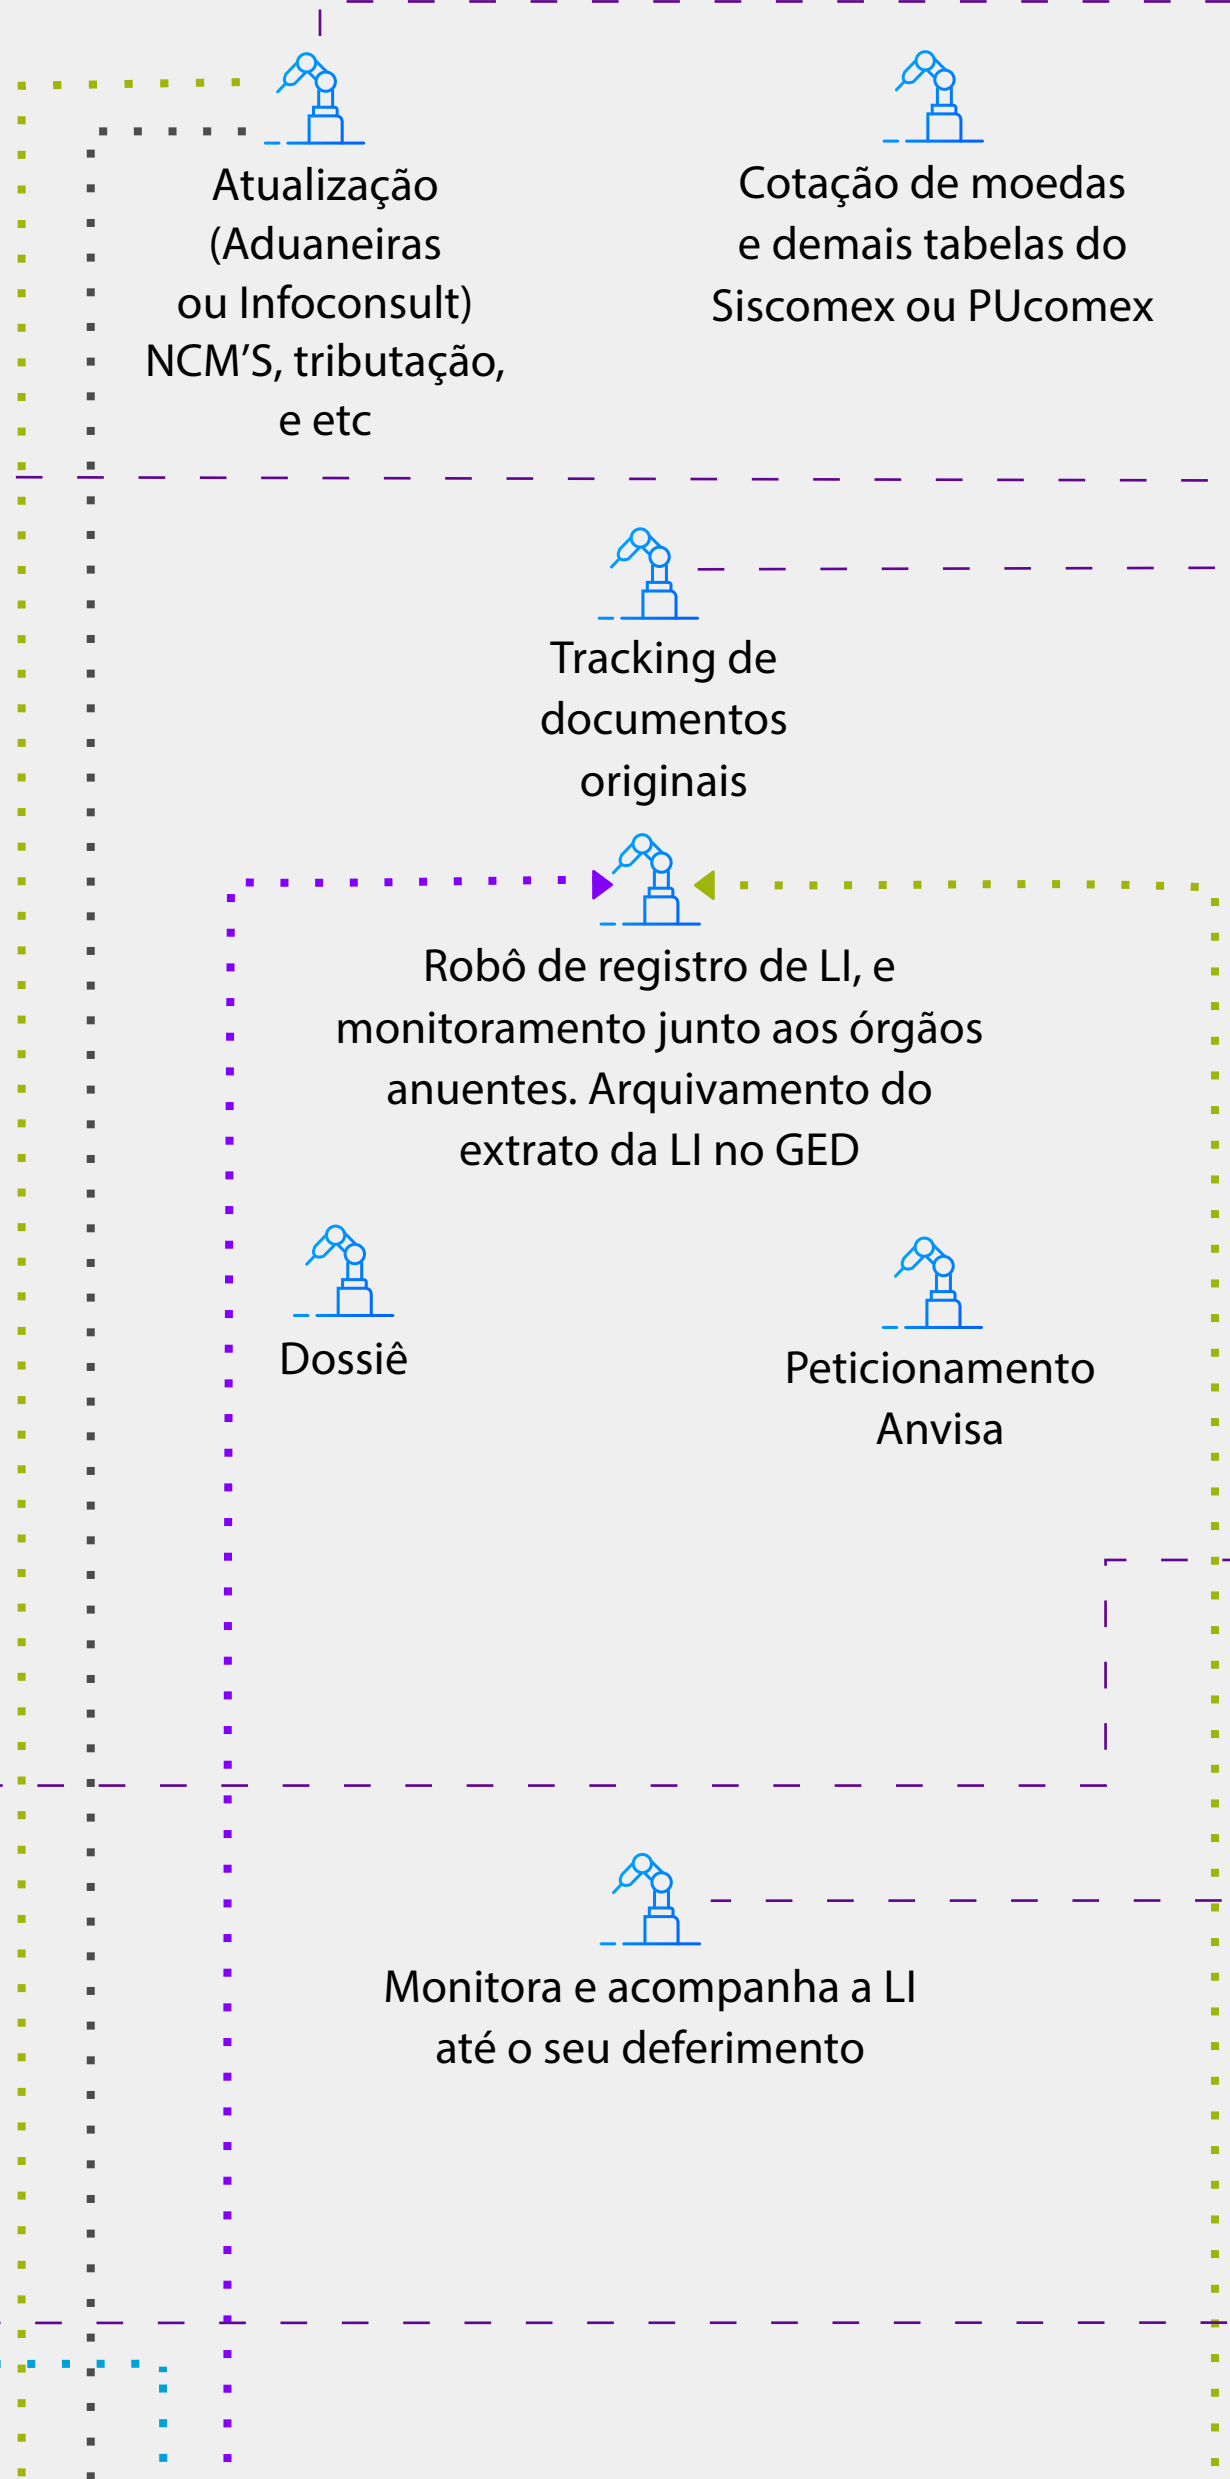 Atualização
(Aduaneiras
ou Infoconsult)
NCM’S, tributação,
e etc
Cotação de moedas
e demais tabelas do
Siscomex ou PUcomex
Tracking de
documentos
originais
Robô de registro de LI, e
monitoramento junto aos órgãos
anuentes. Arquivamento do
extrato da LI no GED
Dossiê
Peticionamento
Anvisa
Monitora e acompanha a LI
até o seu deferimento